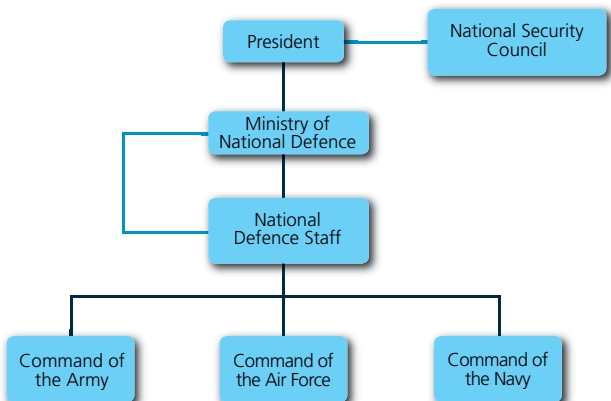 President
National Security
Council
Ministry of
National Defence
National
Defence Staff
Command of
the Army
Command of
the Air Force
Command of
the Navy